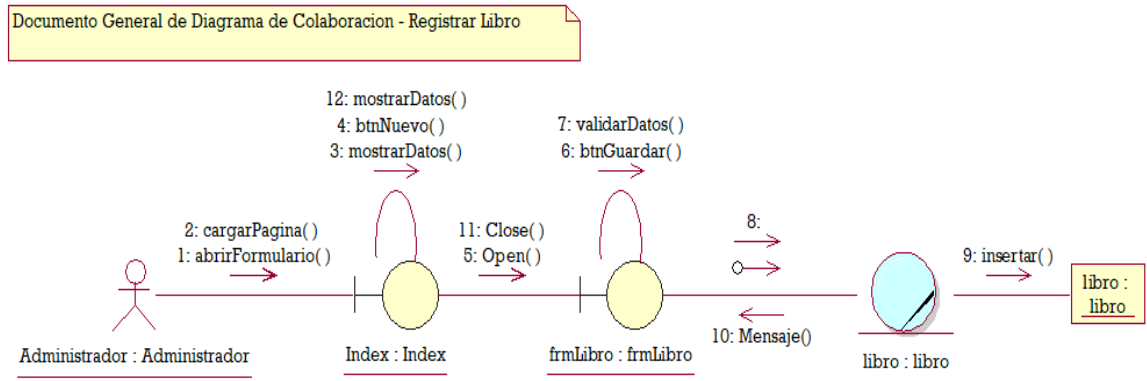 Documento General de Diagrama de Colaboracion - Registrar Libro
12: mostrarDatos( )
4: btnNuevo( )
3: mostrarDatos( )
7: validarDatos( )
6: btnGuardar( )
2: cargarPagina( )
1: abrirFormulario( )
11: Close( )
5: Open( )
8:
9: insertar( )
libro :
libro
10: Mensaje()
Administrador : Administrador
Index : Index
frmLibro : frmLibro
libro : libro